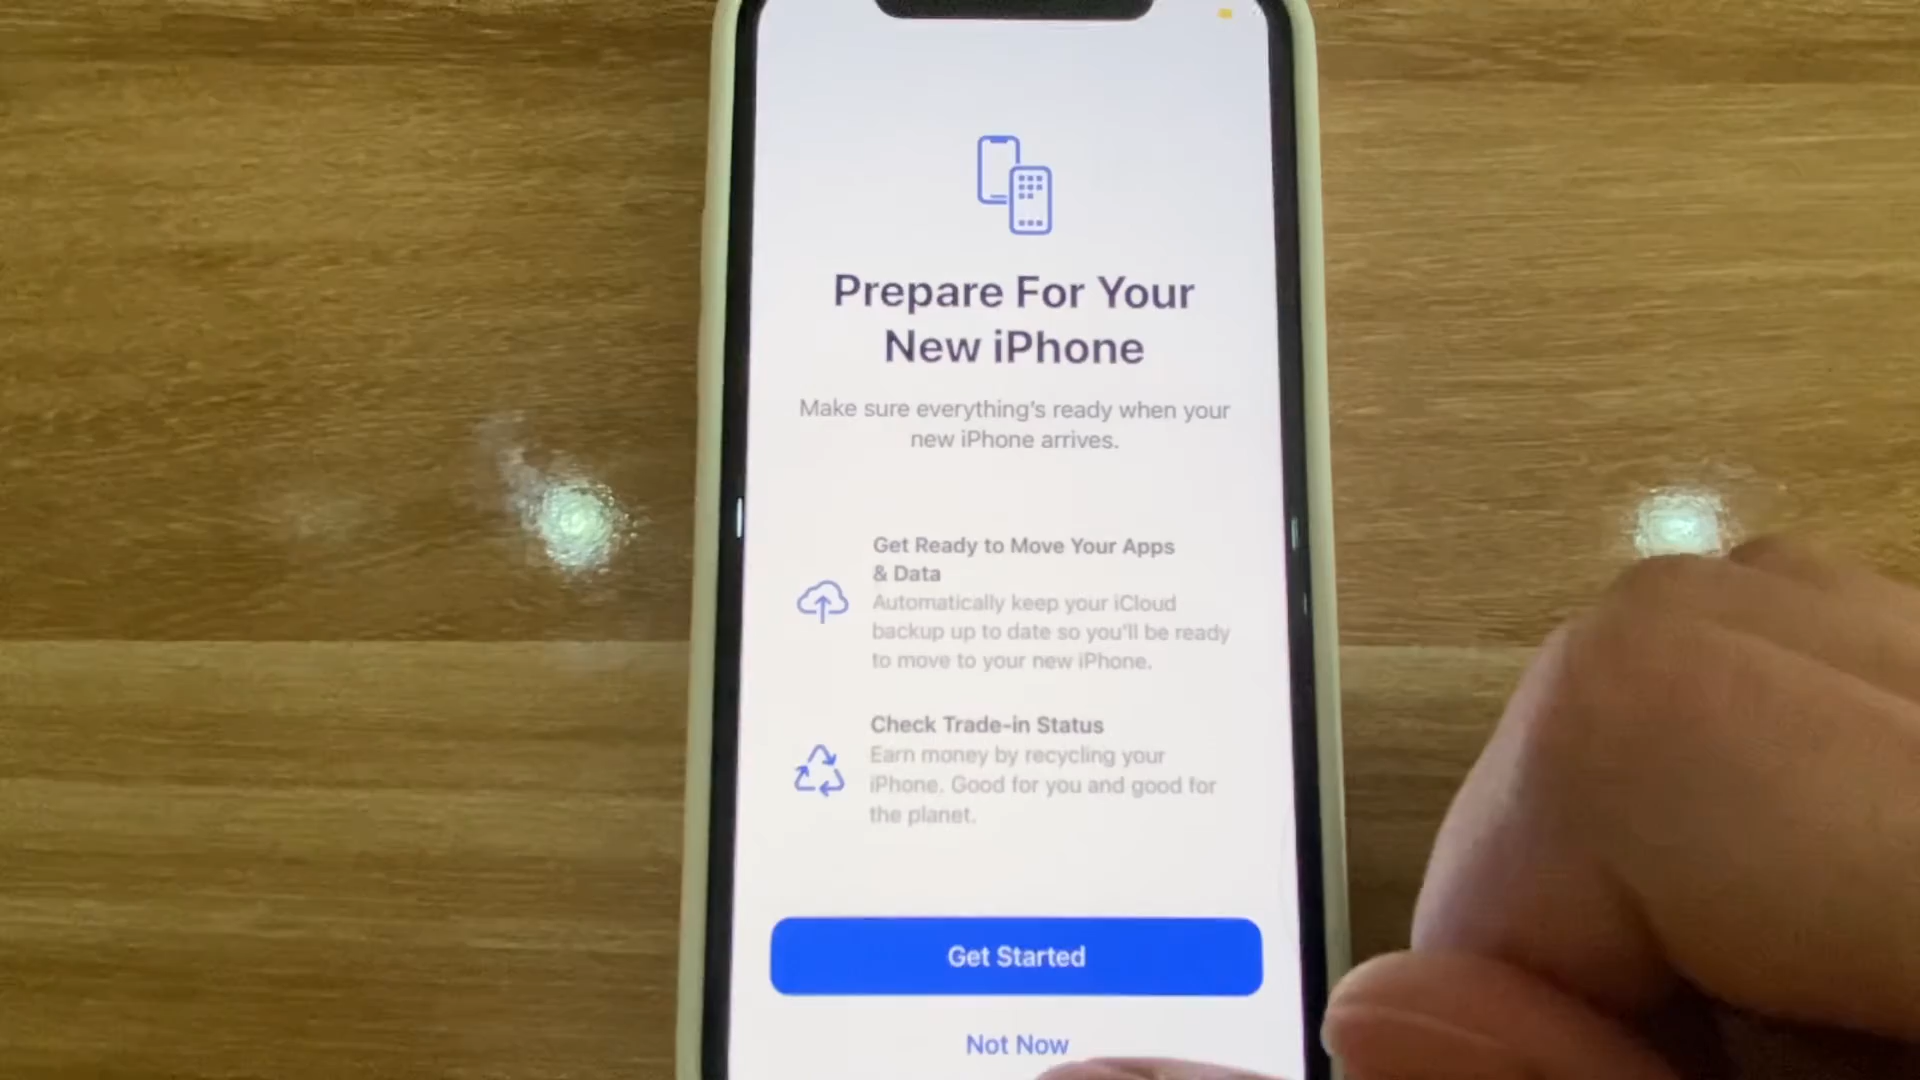 Prepare For Your
New iPhone
Make sure everything's ready when your
new iPhone arrives.
Get Ready to Move Your Apps
& Data
Automatically keep your iCloud
backup up to date so you'll be ready
to move to your new iPhone.
Check Trade-in Status
Earn money by recycling your
iPhone. Good for you and good for
the planet.
Get Started
Not Now